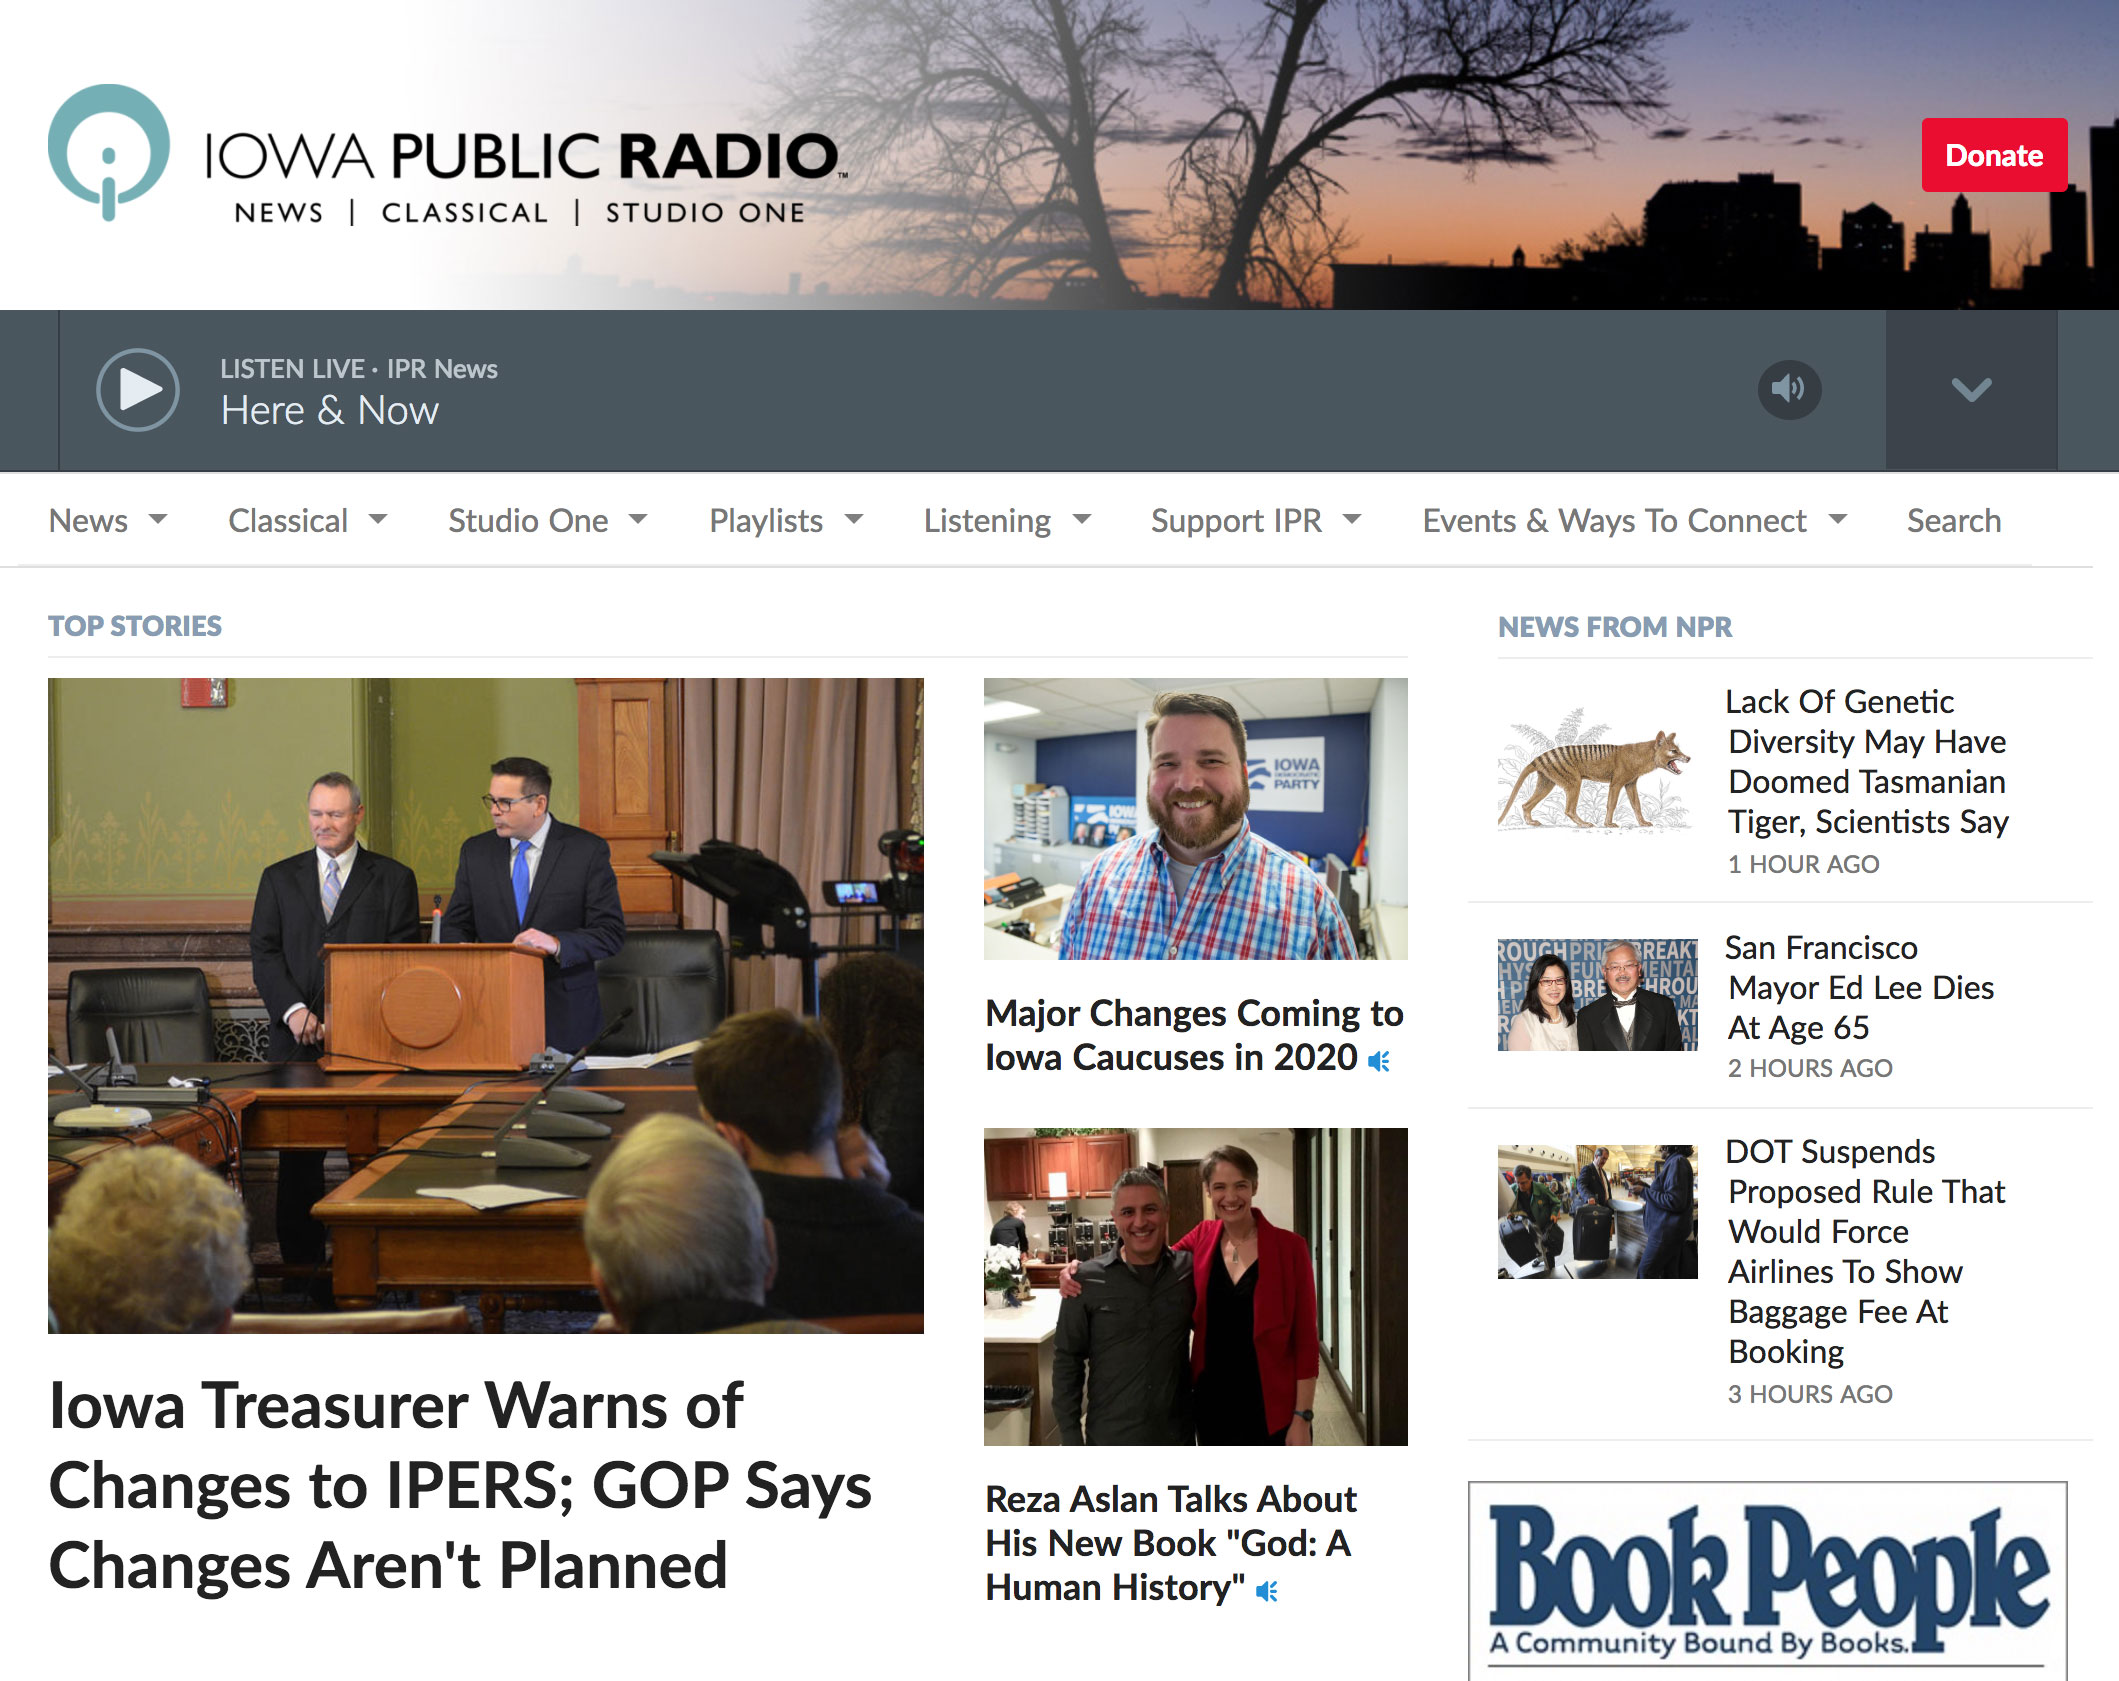 IOWA PUBLIC RADIO™
NEWS | CLASSICAL | STUDIO ONE
Donate
LISTEN LIVE · IPR News
Here & Now
News
Classical
Studio One
Playlists
Listening
Support IPR
Events & Ways To Connect
Search
TOP STORIES
Iowa Treasurer Warns of
Changes to IPERS; GOP Says
Changes Aren't Planned
IOWA
DEMOCRATIC
PARTY
IOWA
Major Changes Coming to
Iowa Caucuses in 2020
Reza Aslan Talks About
His New Book "God: A
Human History"
NEWS FROM NPR
Lack Of Genetic
Diversity May Have
Doomed Tasmanian
Tiger, Scientists Say
1 HOUR AGO
San Francisco
Mayor Ed Lee Dies
At Age 65
2 HOURS AGO
DOT Suspends
Proposed Rule That
Would Force
Airlines To Show
Baggage Fee At
Booking
3 HOURS AGO
Book People
A Community Bound By Books.